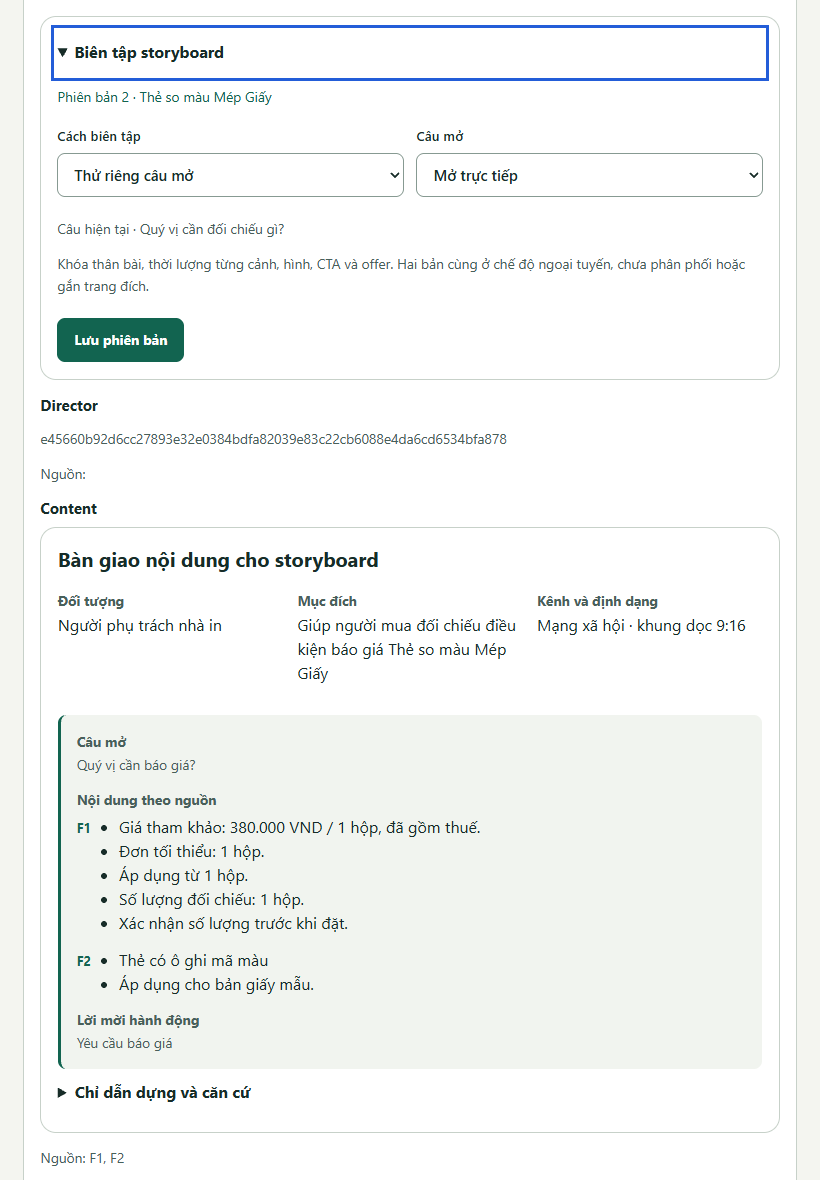 Biên tập storyboard
Phiên bản 2 · Thẻ so màu Mép Giấy
Cách biên tập
Câu mở
Thử riêng câu mở
Mở trực tiếp
Câu hiện tại · Quý vị cần đối chiếu gì?
Khóa thân bài, thời lượng từng cảnh, hình, CTA và offer. Hai bản cùng ở chế độ ngoại tuyến, chưa phân phối hoặc
gắn trang đích.
Lưu phiên bản
Director
e45660b92d6cc27893e32e0384bdfa82039e83c22cb6088e4da6cd6534bfa878
Nguồn:
Content
Bàn giao nội dung cho storyboard
Đối tượng
Người phụ trách nhà in
Mục đích
Giúp người mua đối chiếu điều
kiện báo giá Thẻ so màu Mép
Giấy
Kênh và định dạng
Mạng xã hội · khung dọc 9:16
Câu mở
Quý vị cần báo giá?
Nội dung theo nguồn
F1 • Giá tham khảo: 380.000 VND / 1 hộp, đã gồm thuế.
• Đơn tối thiểu: 1 hộp.
• Áp dụng từ 1 hộp.
• Số lượng đối chiếu: 1 hộp.
• Xác nhận số lượng trước khi đặt.
F2 • Thẻ có ô ghi mã màu
• Áp dụng cho bản giấy mẫu.
Lời mời hành động
Yêu cầu báo giá
Chỉ dẫn dựng và căn cứ
Nguồn: F1, F2